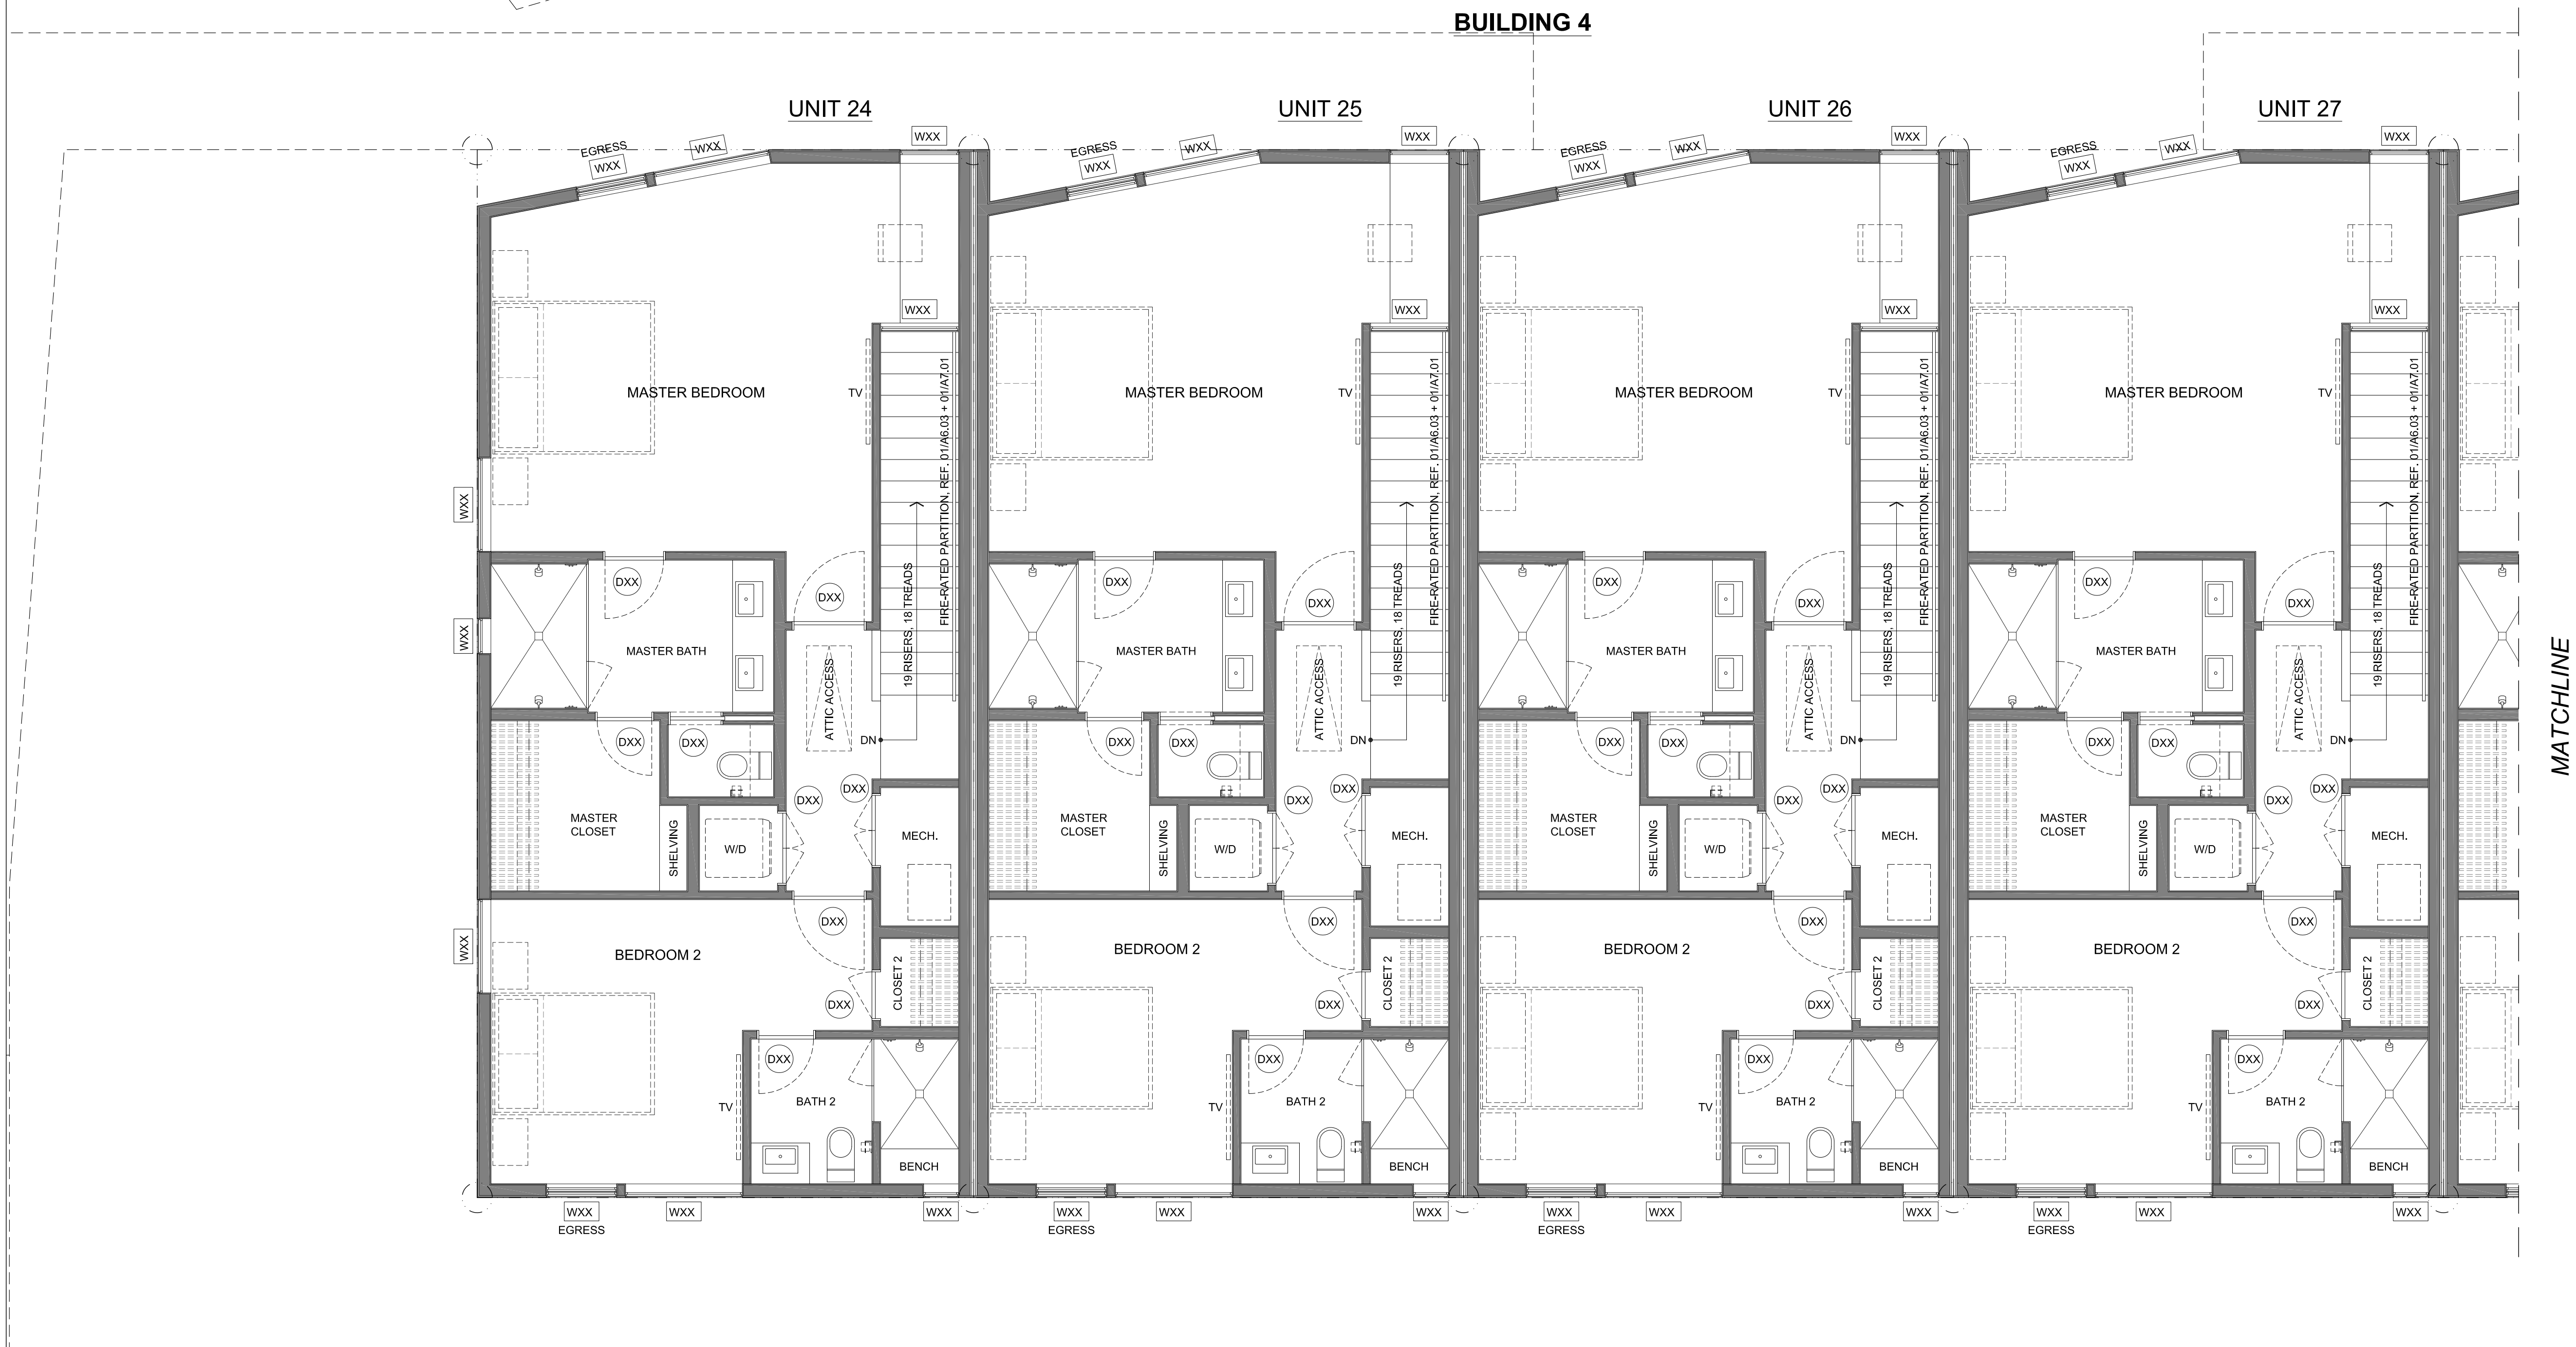 BUILDING 4
UNIT 24
UNIT 25
UNIT 26
UNIT 27
EGRESS
WXX
WXX
WXX
EGRESS
WXX
WXX
WXX
EGRESS
WXX
WXX
WXX
EGRESS
WXX
WXX
WXX
WXX
WXX
WXX
WXX
MASTER BEDROOM
TV
MASTER BEDROOM
TV
MASTER BEDROOM
TV
MASTER BEDROOM
TV
FIRE-RATED PARTITION, REF. 01/A6.03 + 01/A7.01
FIRE-RATED PARTITION, REF. 01/A6.03 + 01/A7.01
FIRE-RATED PARTITION, REF. 01/A6.03 + 01/A7.01
FIRE-RATED PARTITION, REF. 01/A6.03 + 01/A7.01
WXX
DXX
DXX
19 RISERS, 18 TREADS
DXX
DXX
19 RISERS, 18 TREADS
DXX
DXX
19 RISERS, 18 TREADS
DXX
DXX
19 RISERS, 18 TREADS
WXX
MASTER BATH
MASTER BATH
MASTER BATH
MASTER BATH
MATCHLINE
ATTIC ACCESS
ATTIC ACCESS
ATTIC ACCESS
ATTIC ACCESS
DXX
DXX
DN
DXX
DXX
DN
DXX
DXX
DN
DXX
DXX
DN
DXX
DXX
DXX
DXX
DXX
DXX
DXX
DXX
MASTER
CLOSET
SHELVING
W/D
MECH.
MASTER
CLOSET
SHELVING
W/D
MECH.
MASTER
CLOSET
SHELVING
W/D
MECH.
MASTER
CLOSET
SHELVING
W/D
MECH.
WXX
DXX
DXX
DXX
DXX
BEDROOM 2
BEDROOM 2
BEDROOM 2
BEDROOM 2
CLOSET 2
CLOSET 2
CLOSET 2
CLOSET 2
DXX
DXX
DXX
DXX
DXX
DXX
DXX
DXX
TV
BATH 2
TV
BATH 2
TV
BATH 2
TV
BATH 2
BENCH
BENCH
BENCH
BENCH
WXX
EGRESS
WXX
WXX
WXX
EGRESS
WXX
WXX
WXX
EGRESS
WXX
WXX
WXX
EGRESS
WXX
WXX